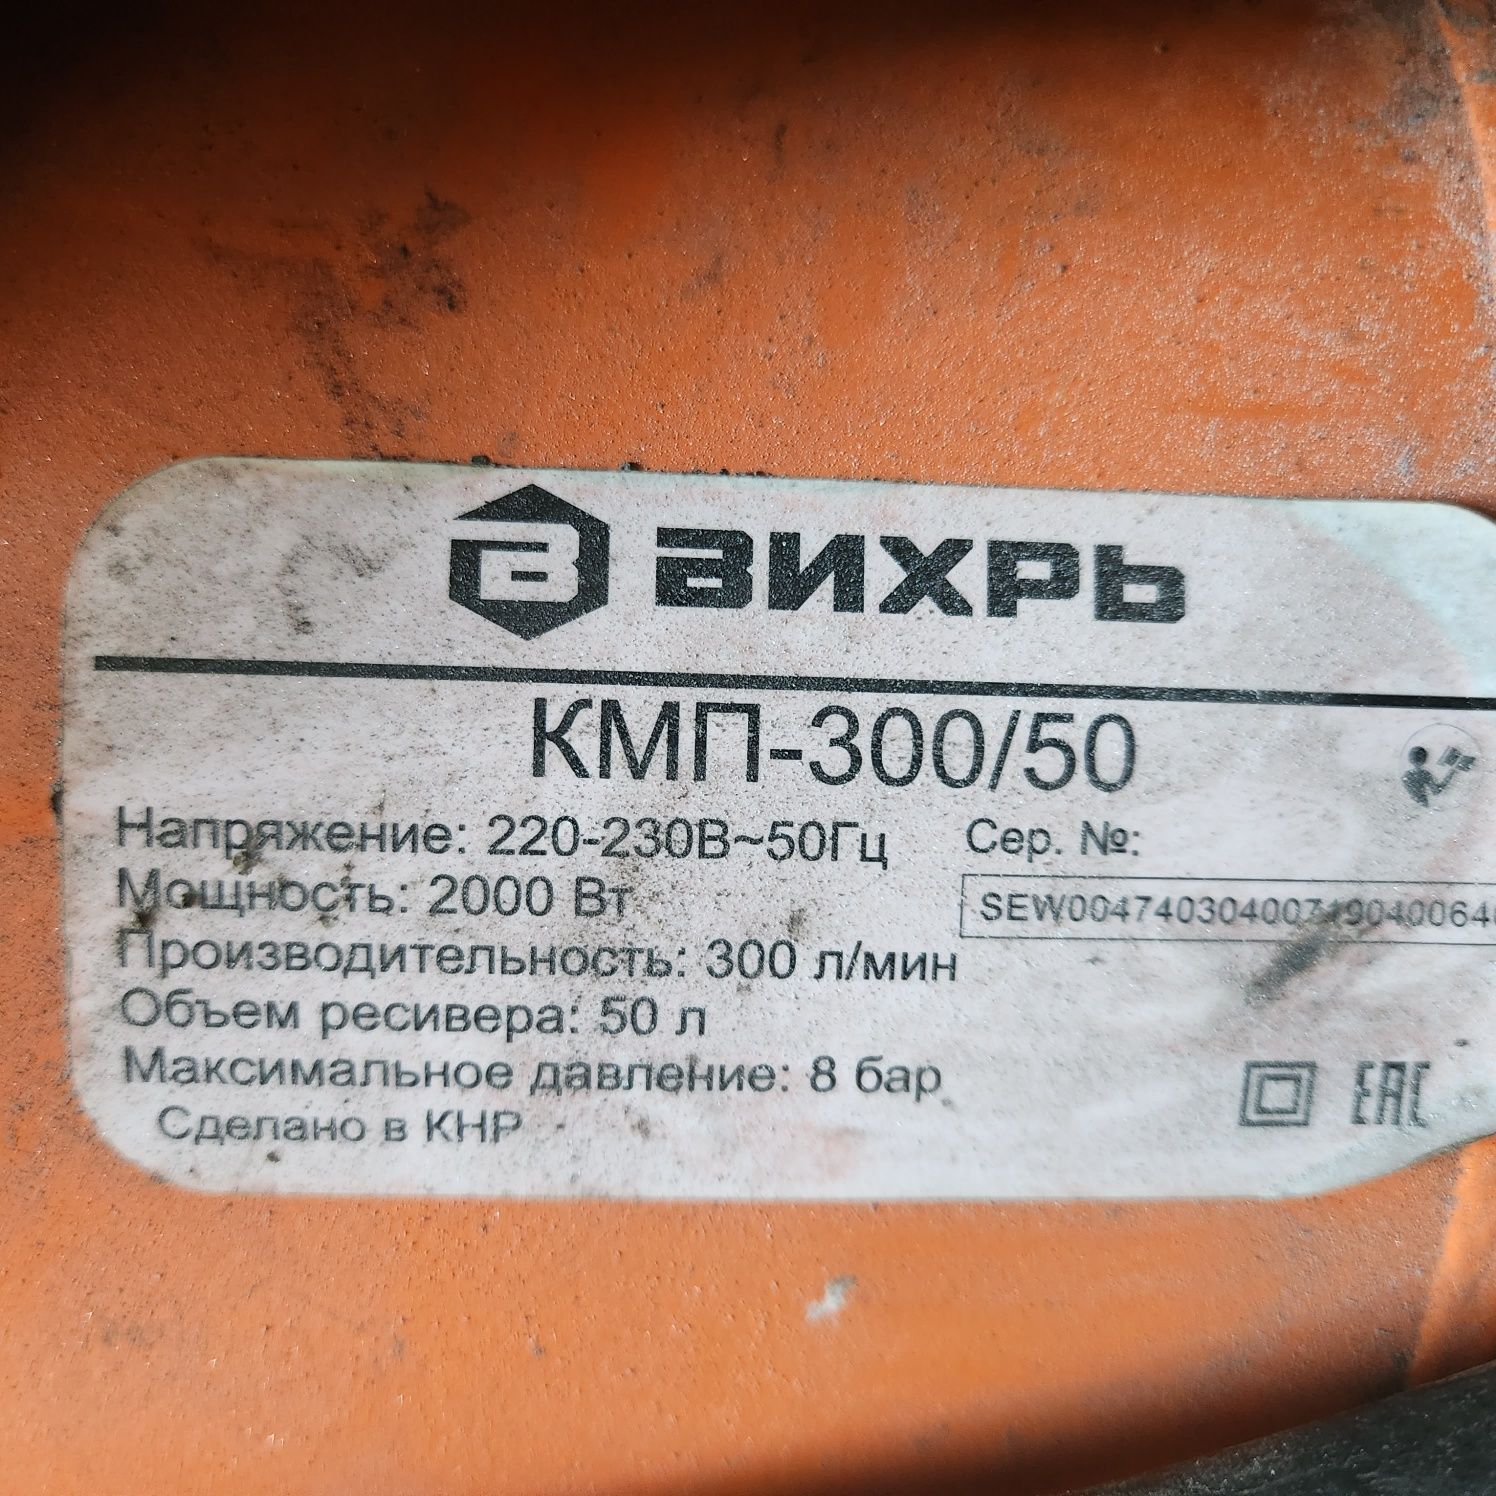 ВИХРЬ
КМП-300/50
Напряжение: 220-230В~50Гц
Сер. №:
Мощность: 2000 Вт
Производительность: 300 л/мин
Объем ресивера: 50 л
Максимальное давление: 8 бар
Сделано в КНР
EAC